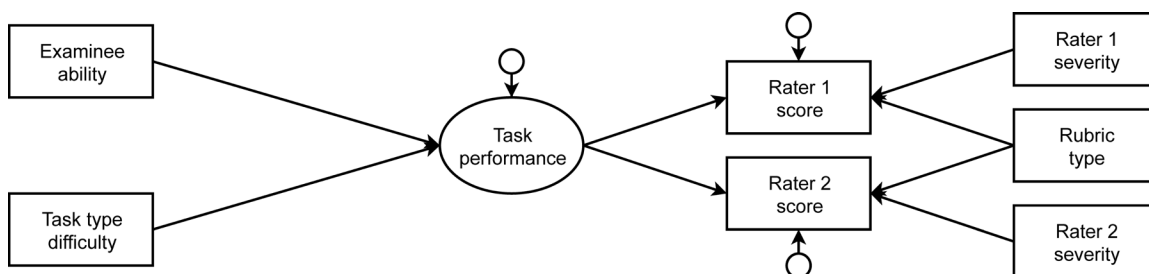 Examinee
ability
Task type
difficulty
Task
performance
Rater 1
score
Rater 2
score
Rater 1
severity
Rubric
type
Rater 2
severity